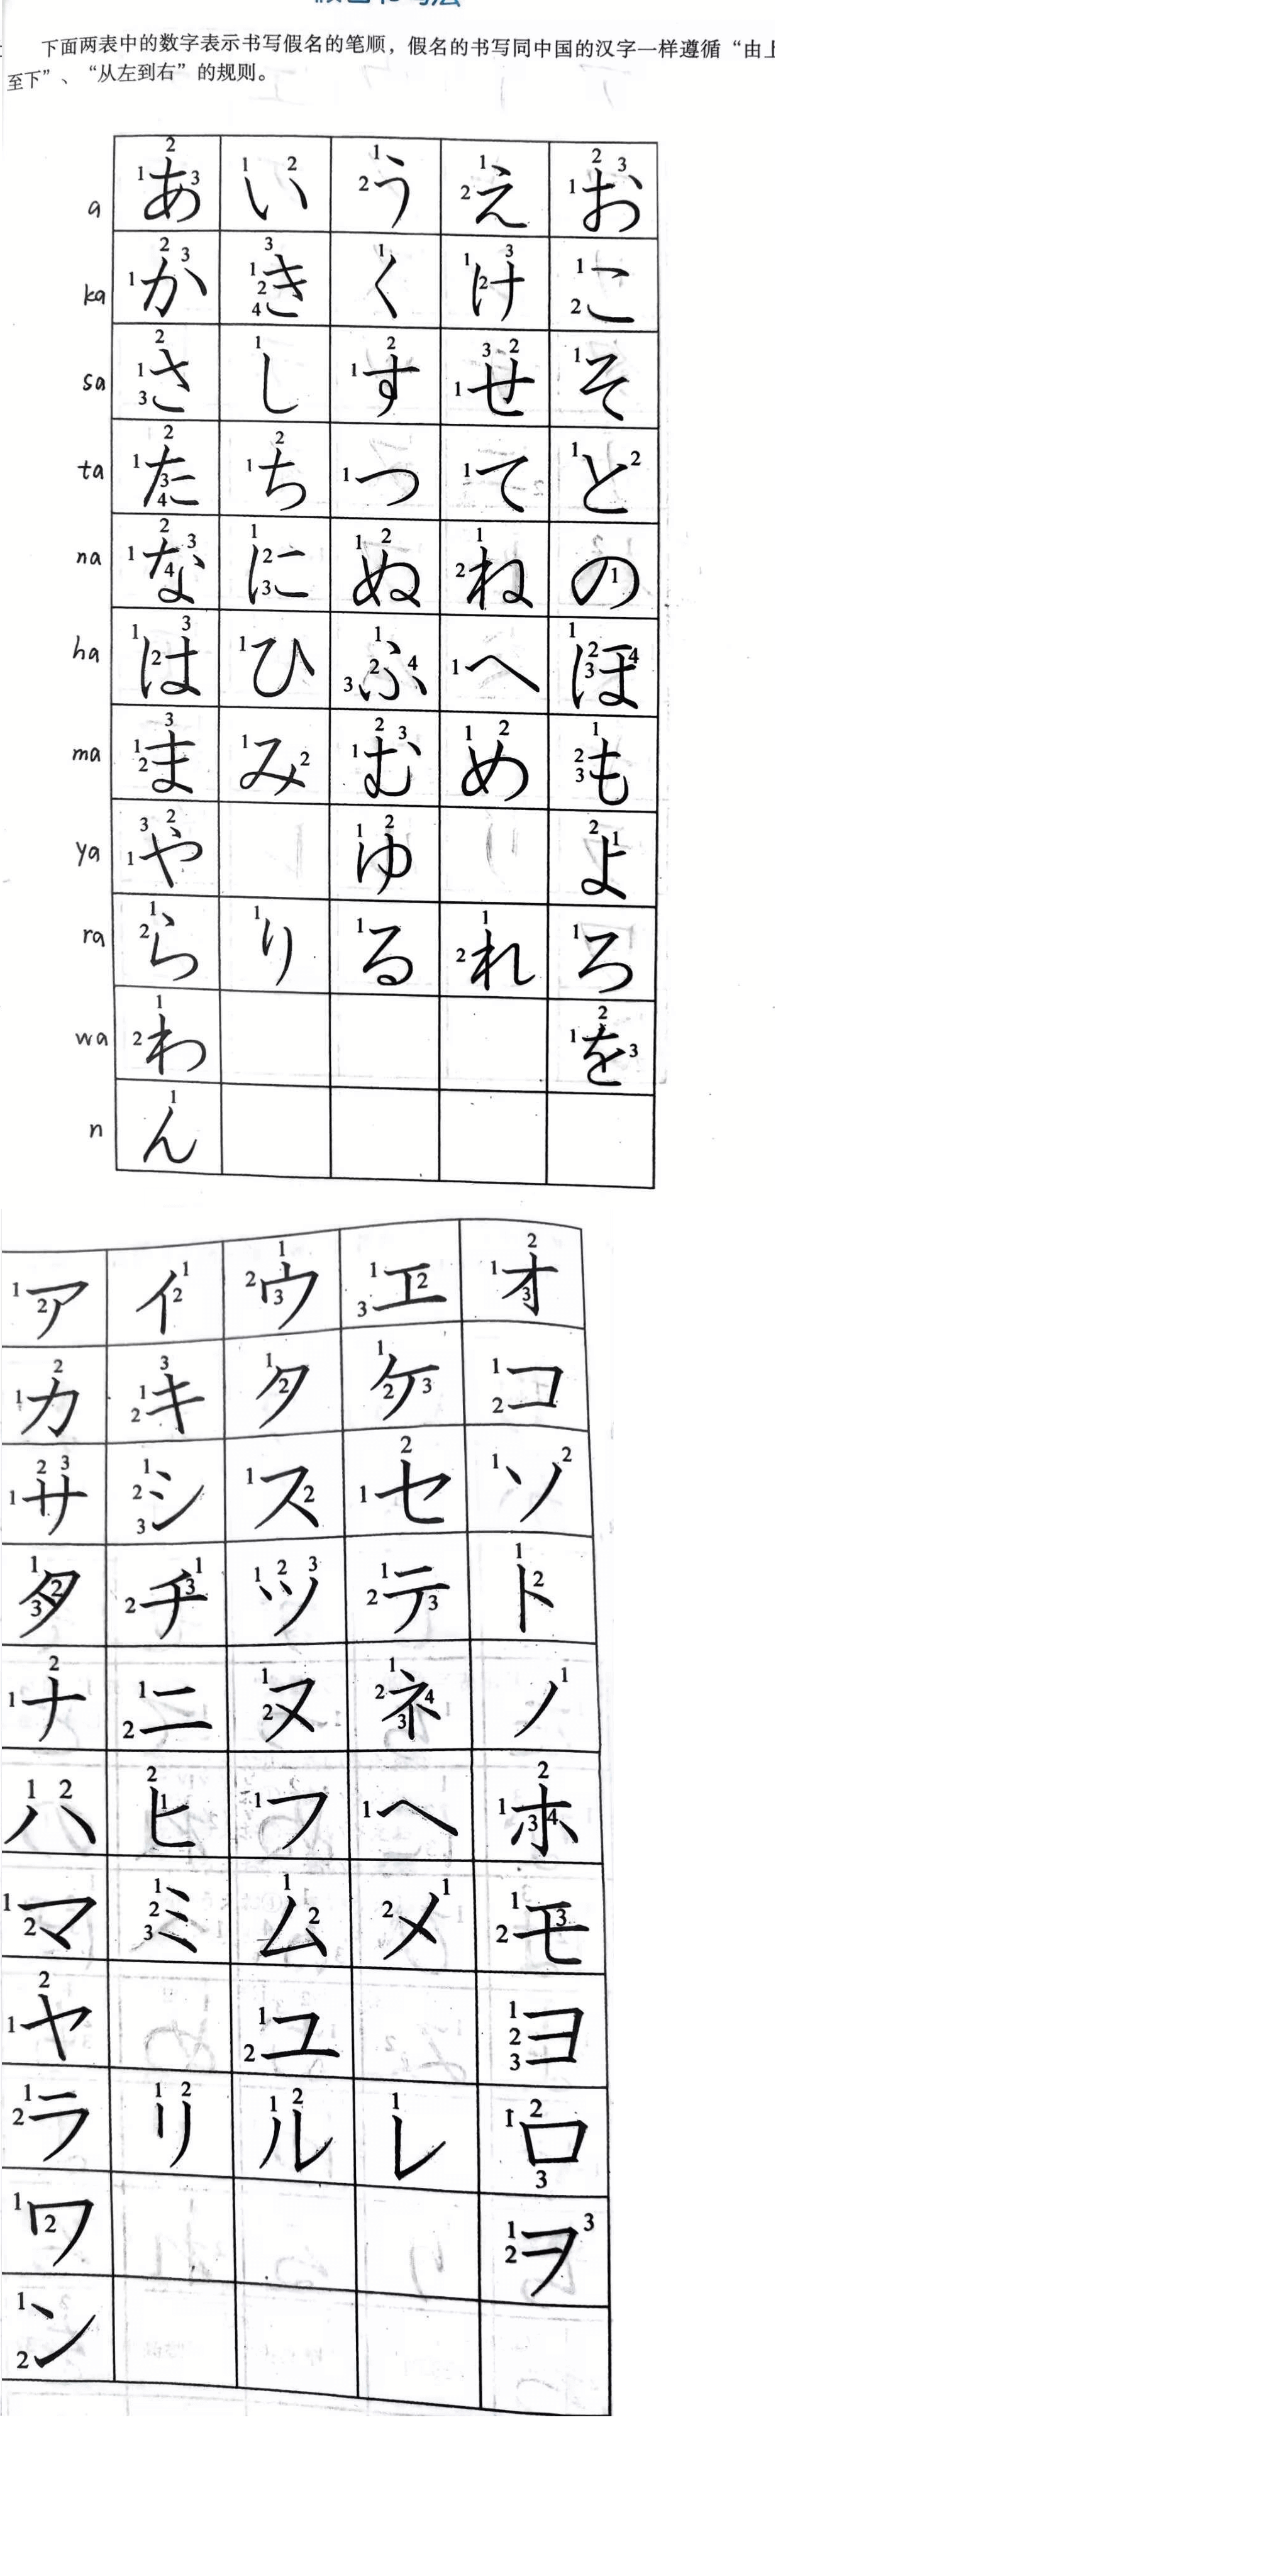 下面两表中的数字表示书写假名的笔顺，假名的书写同中国的汉字一样遵循“由上
至下”、“从左到右”的规则。
a あ い う え お
ka か き く け こ
sa さ し す せ そ
ta た ち つ て と
na な に ぬ ね の
ha は ひ ふ へ ほ
ma ま み む め も
ya や ゆ よ
ra ら り る れ ろ
wa わ を
n ん
ア イ ウ エ オ
カ キ ク ケ コ
サ シ ス セ ソ
タ チ ツ テ ト
ナ ニ ヌ ネ ノ
ハ ヒ フ ヘ ホ
マ ミ ム メ モ
ヤ ユ ヨ
ラ リ ル レ ロ
ワ ヲ
ン